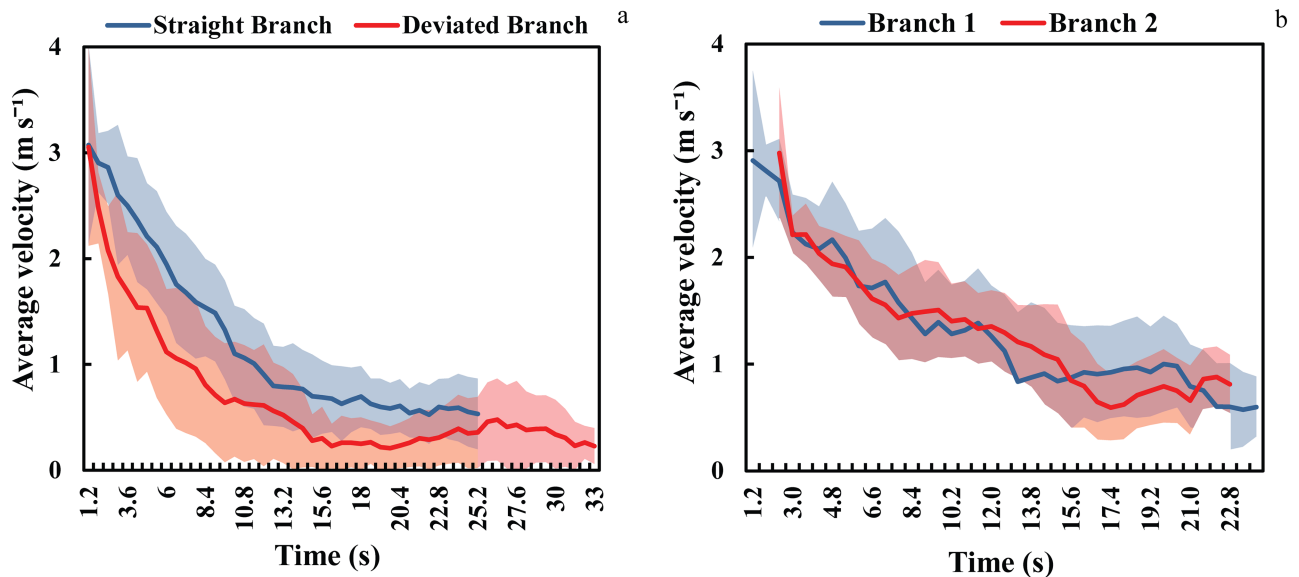 Straight Branch Deviated Branch a
Average velocity (m s⁻¹)
4
3
2
1
0
1.2 3.6 6 8.4 10.8 13.2 15.6 18 20.4 22.8 25.2 27.6 30 33
Time (s)
Branch 1 Branch 2 b
Average velocity (m s⁻¹)
4
3
2
1
0
1.2 3.0 4.8 6.6 8.4 10.2 12.0 13.8 15.6 17.4 19.2 21.0 22.8
Time (s)